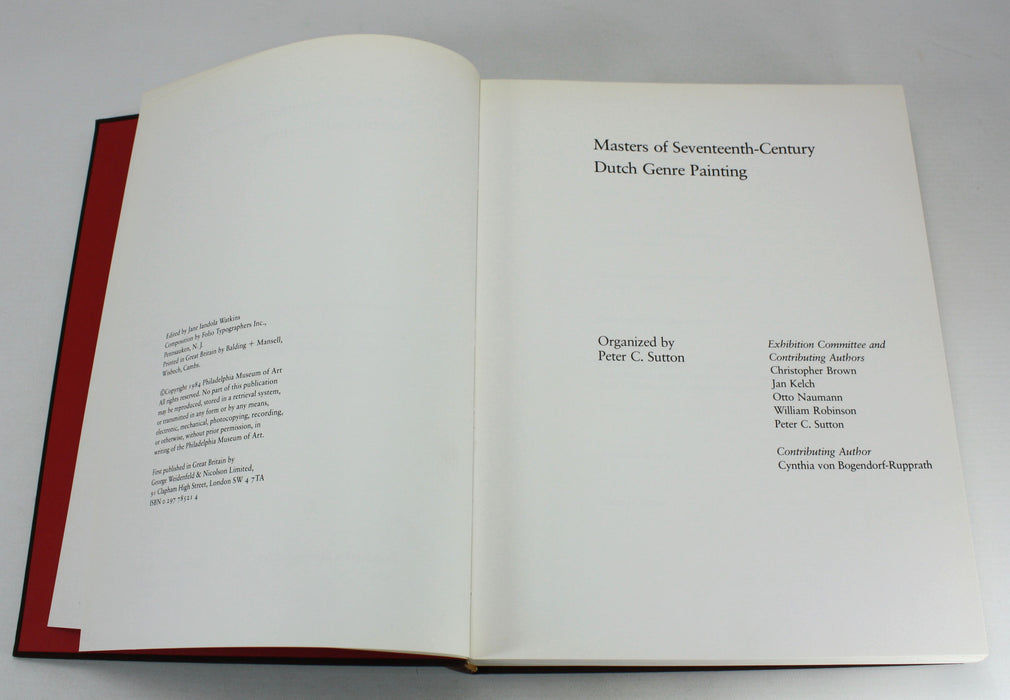 Edited by Jane Iandola Watkins
Composition by Folio Typographers Inc.,
Pennsauken, N. J.
Printed in Great Britain by Balding + Mansell,
Wisbech, Cambs.
©Copyright 1984 Philadelphia Museum of Art
All rights reserved. No part of this publication
may be reproduced, stored in a retrieval system,
or transmitted in any form or by any means,
electronic, mechatical, photocopying, recording,
or otherwise, without prior permission, in
writing of the Philadelphia Museum of Art.
First published in Great Britain by
George Weidenfeld & Nicolson Limited,
91 Clapham High Street, London SW 4 7TA
ISBN 0 297 78521 4
Masters of Seventeenth-Century
Dutch Genre Painting
Organized by
Peter C. Sutton
Exhibition Committee and
Contributing Authors
Christopher Brown
Jan Kelch
Otto Naumann
William Robinson
Peter C. Sutton
Contributing Author
Cynthia von Bogendorf-Rupprath